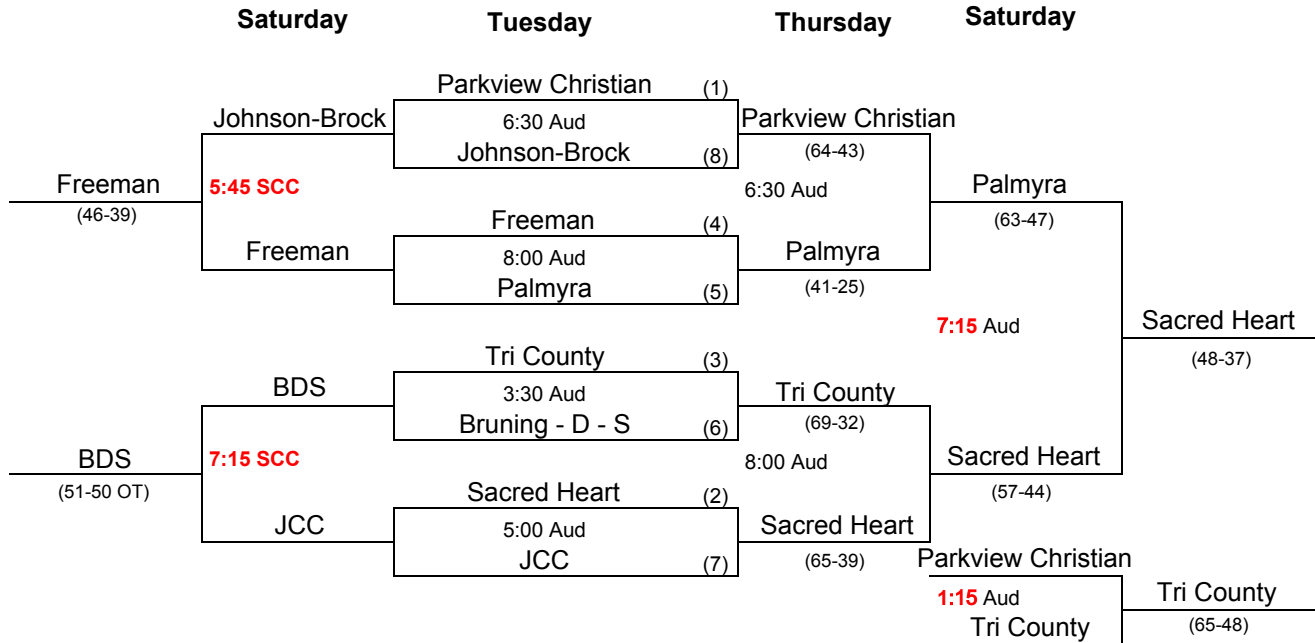 Saturday Tuesday Thursday Saturday
Parkview Christian (1)
Johnson-Brock 6:30 Aud Parkview Christian
Johnson-Brock (8) (64-43)
Freeman 5:45 SCC 6:30 Aud Palmyra
(46-39) Freeman (4) (63-47)
Freeman 8:00 Aud Palmyra
Palmyra (5) (41-25)
7:15 Aud Sacred Heart
Tri County (3) (48-37)
BDS 3:30 Aud Tri County
Bruning - D - S (6) (69-32)
BDS 7:15 SCC 8:00 Aud Sacred Heart
(51-50 OT) Sacred Heart (2) (57-44)
JCC 5:00 Aud Sacred Heart
JCC (7) (65-39) Parkview Christian
1:15 Aud Tri County
Tri County (65-48)